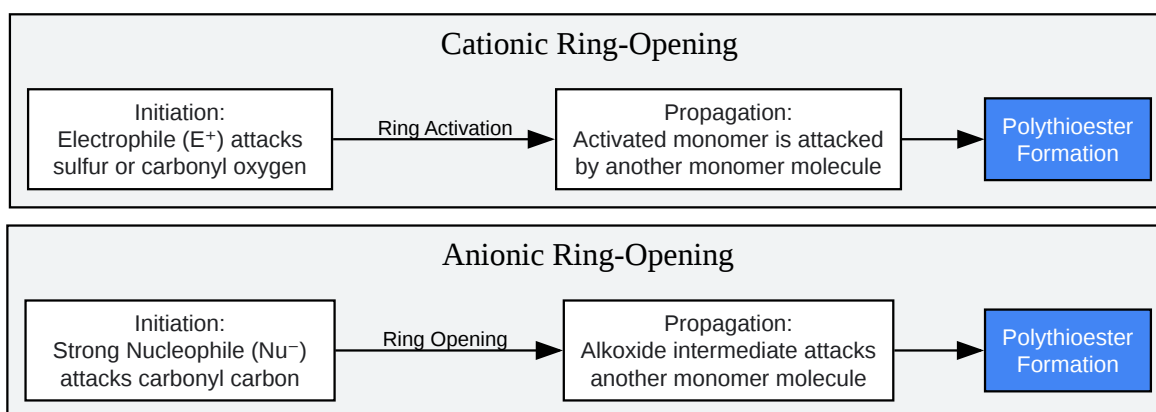 Cationic Ring-Opening
Initiation:
Electrophile (E⁺) attacks
sulfur or carbonyl oxygen
Ring Activation
Propagation:
Activated monomer is attacked
by another monomer molecule
Polythioester
Formation
Anionic Ring-Opening
Initiation:
Strong Nucleophile (Nu⁻)
attacks carbonyl carbon
Ring Opening
Propagation:
Alkoxide intermediate attacks
another monomer molecule
Polythioester
Formation